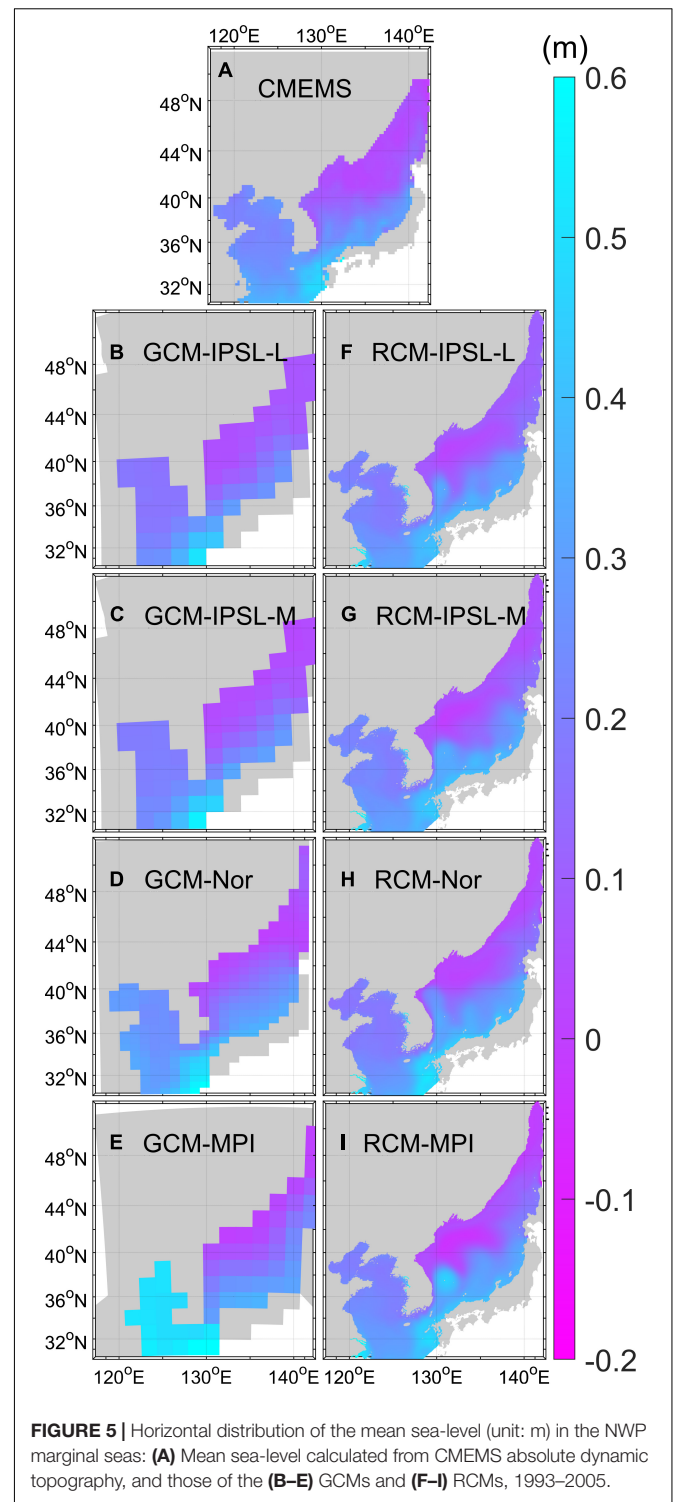 120°E 130°E 140°E
(m)
A
CMEMS
48°N
44°N
40°N
36°N
32°N
0.6
0.5
0.4
0.3
0.2
0.1
0
-0.1
-0.2
B GCM-IPSL-L
48°N
44°N
40°N
36°N
32°N
F RCM-IPSL-L
C GCM-IPSL-M
48°N
44°N
40°N
36°N
32°N
G RCM-IPSL-M
D GCM-Nor
48°N
44°N
40°N
36°N
32°N
H RCM-Nor
E GCM-MPI
48°N
44°N
40°N
36°N
32°N
I RCM-MPI
120°E 130°E 140°E 120°E 130°E 140°E
FIGURE 5 | Horizontal distribution of the mean sea-level (unit: m) in the NWP
marginal seas: (A) Mean sea-level calculated from CMEMS absolute dynamic
topography, and those of the (B–E) GCMs and (F–I) RCMs, 1993–2005.